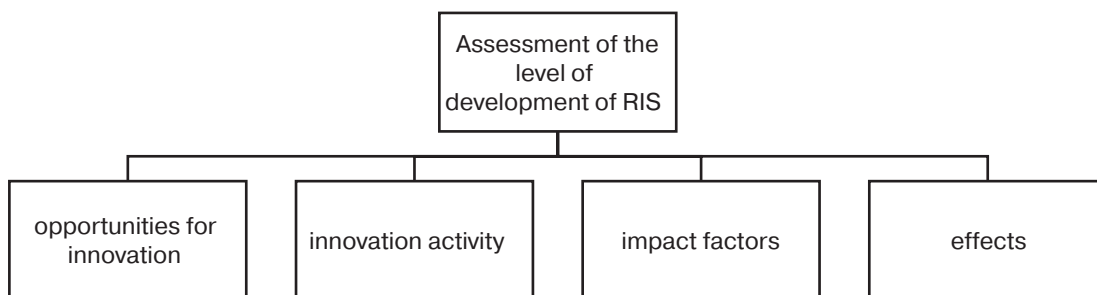 Assessment of the
level of
development of RIS
opportunities for
innovation
innovation activity
impact factors
effects